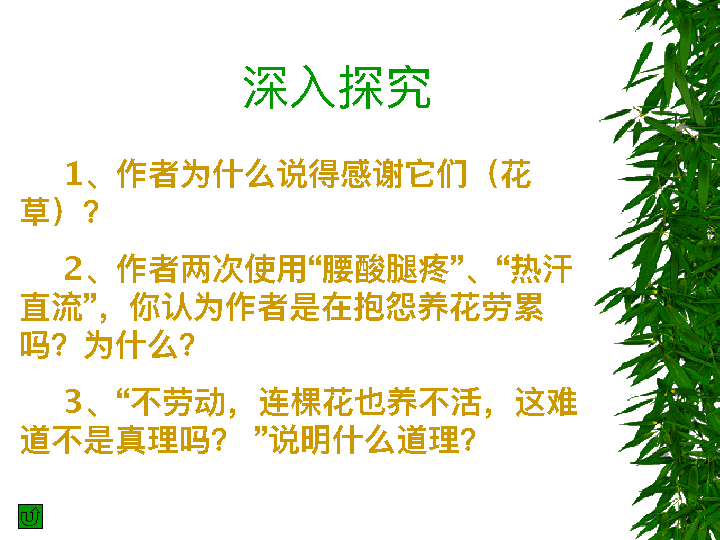 深入探究
1、作者为什么说得感谢它们（花
草）？
2、作者两次使用“腰酸腿疼”、“热汗
直流”，你认为作者是在抱怨养花劳累
吗？为什么？
3、“不劳动，连棵花也养不活，这难
道不是真理吗？ ”说明什么道理？